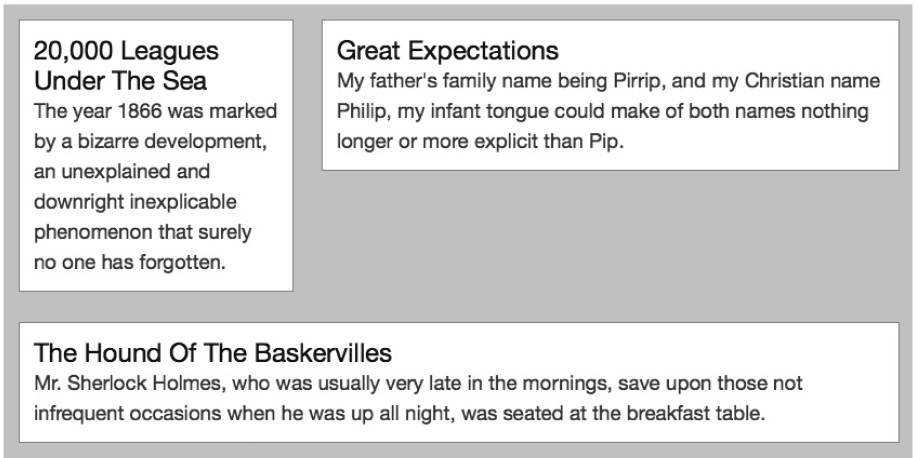 20,000 Leagues
Under The Sea
The year 1866 was marked
by a bizarre development,
an unexplained and
downright inexplicable
phenomenon that surely
no one has forgotten.
Great Expectations
My father's family name being Pirrip, and my Christian name
Philip, my infant tongue could make of both names nothing
longer or more explicit than Pip.
The Hound Of The Baskervilles
Mr. Sherlock Holmes, who was usually very late in the mornings, save upon those not
infrequent occasions when he was up all night, was seated at the breakfast table.